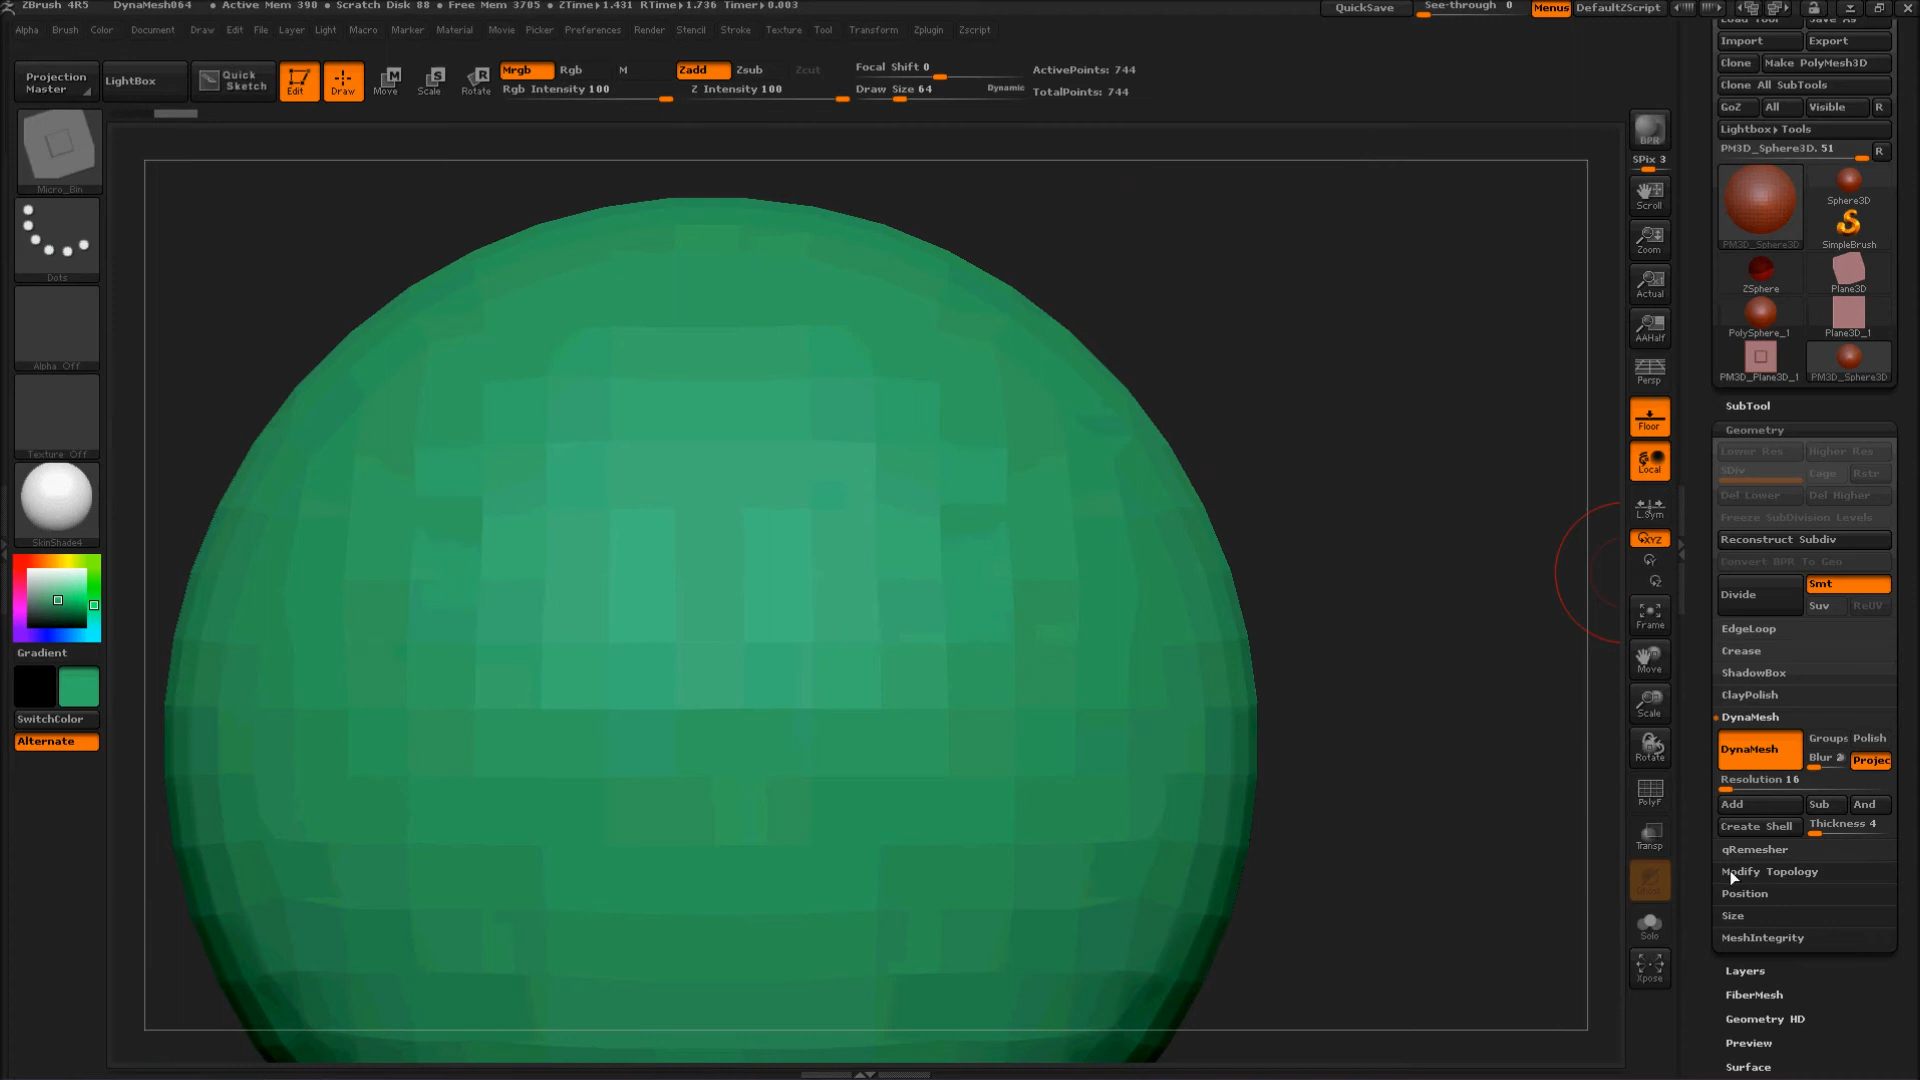 ZBrush 4R5 DynaMesh064 • Active Mem 390 • Scratch Disk 88 • Free Mem 3705 • ZTime▸1.431 RTime▸1.736 Timer▸0.003 QuickSave See-through 0 Menus DefaultZScript
Alpha Brush Color Document Draw Edit File Layer Light Macro Marker Material Movie Picker Preferences Render Stencil Stroke Texture Tool Transform Zplugin Zscript
Projection Master
LightBox
Quick Sketch
Edit
Draw
Move
Scale
Rotate
Mrgb Rgb M
Rgb Intensity 100
Zadd Zsub Zcut
Z Intensity 100
Focal Shift 0
Draw Size 64 Dynamic
ActivePoints: 744
TotalPoints: 744
Micro_Bin
Dots
Alpha Off
Texture Off
SkinShade4
Gradient
SwitchColor
Alternate
BPR
SPix 3
Scroll
Zoom
Actual
AAHalf
Persp
Floor
Local
L.Sym
XYZ
Frame
Move
Scale
Rotate
PolyF
Transp
Solo
Xpose
Load Tool Save As
Import Export
Clone Make PolyMesh3D
Clone All SubTools
GoZ All Visible R
Lightbox▸Tools
PM3D_Sphere3D. 51 R
PM3D_Sphere3D Sphere3D
SimpleBrush
ZSphere Plane3D
PolySphere_1 Plane3D_1
PM3D_Plane3D_1 PM3D_Sphere3D
SubTool
Geometry
Lower Res Higher Res
SDiv Cage Rstr
Del Lower Del Higher
Freeze SubDivision Levels
Reconstruct Subdiv
Convert BPR To Geo
Divide Smt
Suv ReUV
EdgeLoop
Crease
ShadowBox
ClayPolish
DynaMesh
DynaMesh Groups Polish
Blur 2 Projec
Resolution 16
Add Sub And
Create Shell Thickness 4
qRemesher
Modify Topology
Position
Size
MeshIntegrity
Layers
FiberMesh
Geometry HD
Preview
Surface